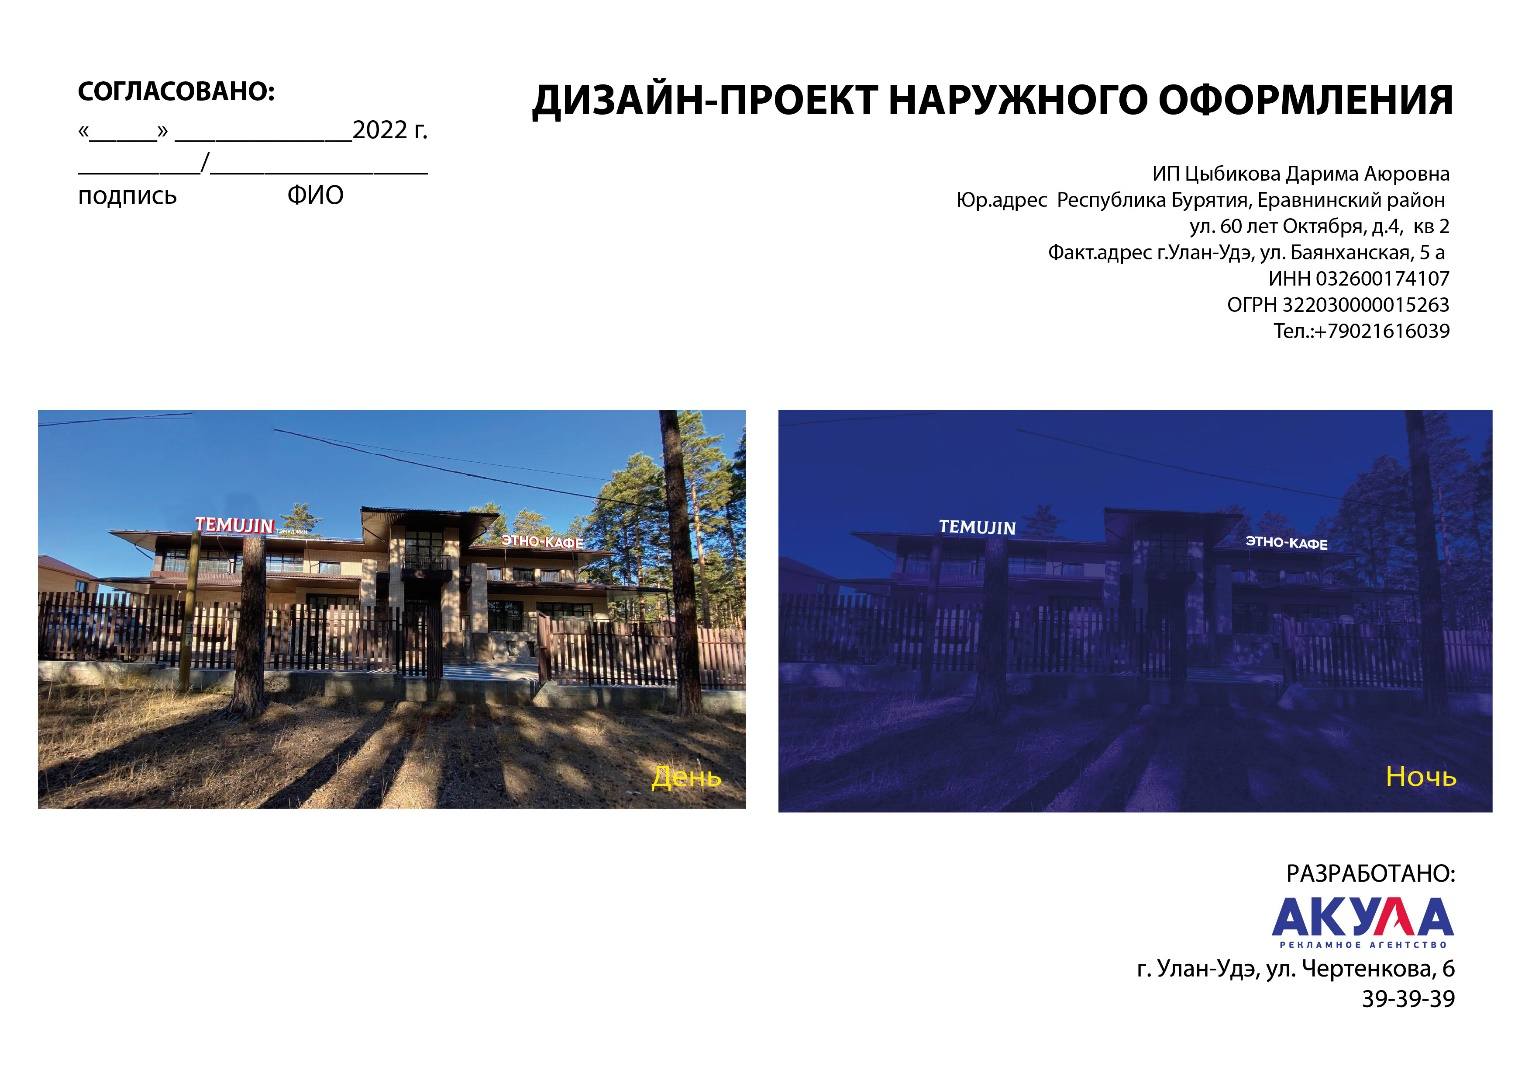 СОГЛАСОВАНО:
«_____» _____________2022 г.
_________/________________
подпись ФИО
ДИЗАЙН-ПРОЕКТ НАРУЖНОГО ОФОРМЛЕНИЯ
ИП Цыбикова Дарима Аюровна
Юр.адрес Республика Бурятия, Еравнинский район
ул. 60 лет Октября, д.4, кв 2
Факт.адрес г.Улан-Удэ, ул. Баянханская, 5 а
ИНН 032600174107
ОГРН 322030000015263
Тел.:+79021616039
TEMUJIN
ЭТНО-КАФЕ
День
TEMUJIN
ЭТНО-КАФЕ
Ночь
РАЗРАБОТАНО:
АКУЛА
РЕКЛАМНОЕ АГЕНТСТВО
г. Улан-Удэ, ул. Чертенкова, 6
39-39-39